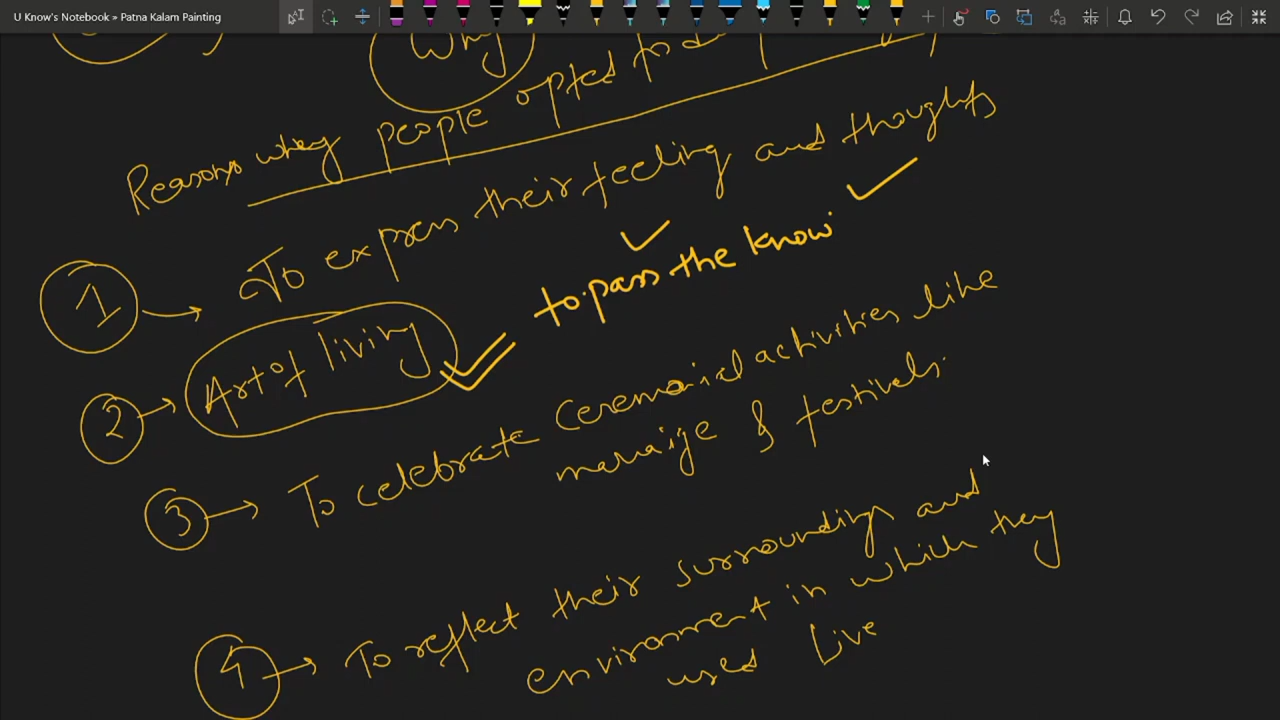 U Know's Notebook » Patna Kalam Painting
Why
Reasons why people opted for
1 → To express their feeling and thoughts
to pass the know
2 → Art of living
3 → To celebrate Ceremonial activities like
marraige & festivels.
4 → To reflect their surrounding and
environment in which they
used live